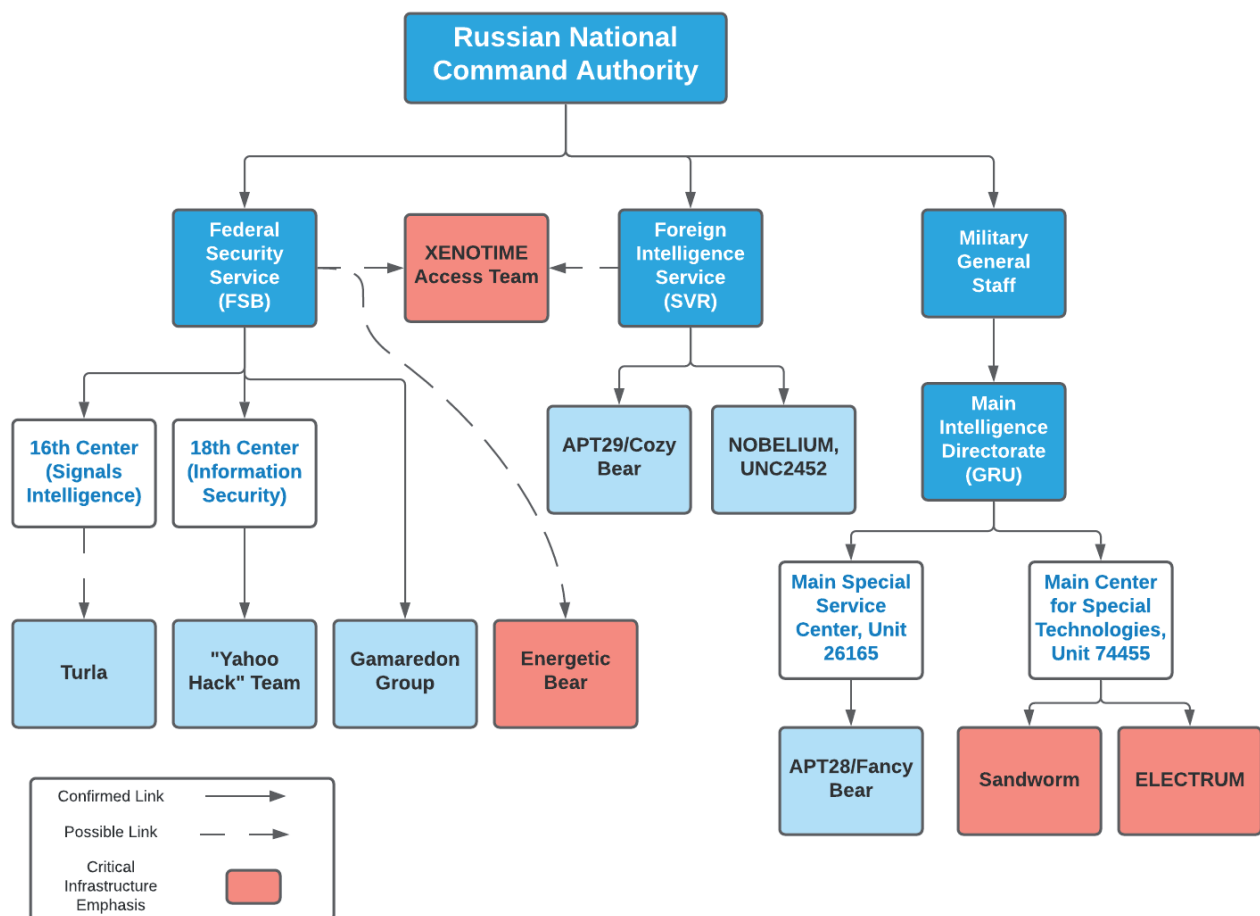 Russian National
Command Authority
Federal
Security
Service
(FSB)
XENOTIME
Access Team
Foreign
Intelligence
Service
(SVR)
Military
General
Staff
16th Center
(Signals
Intelligence)
18th Center
(Information
Security)
APT29/Cozy
Bear
NOBELIUM,
UNC2452
Main
Intelligence
Directorate
(GRU)
Main Special
Service
Center, Unit
26165
Main Center
for Special
Technologies,
Unit 74455
Turla
"Yahoo
Hack" Team
Gamaredon
Group
Energetic
Bear
APT28/Fancy
Bear
Sandworm
ELECTRUM
Confirmed Link
Possible Link
Critical
Infrastructure
Emphasis